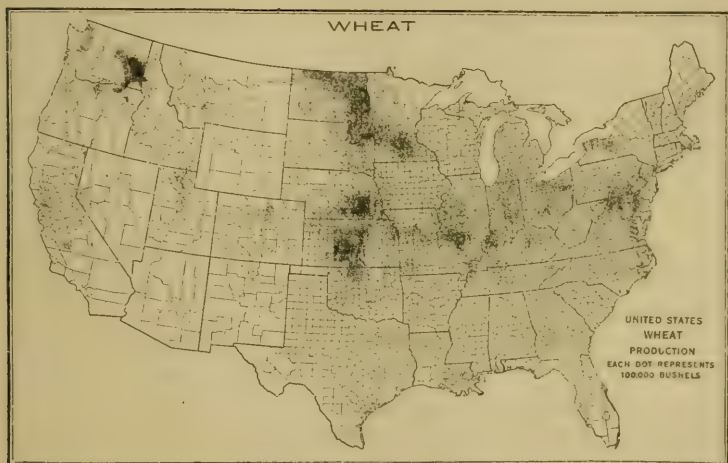 WHEAT
UNITED STATES
WHEAT
PRODUCTION
EACH DOT REPRESENTS
100,000 BUSHELS